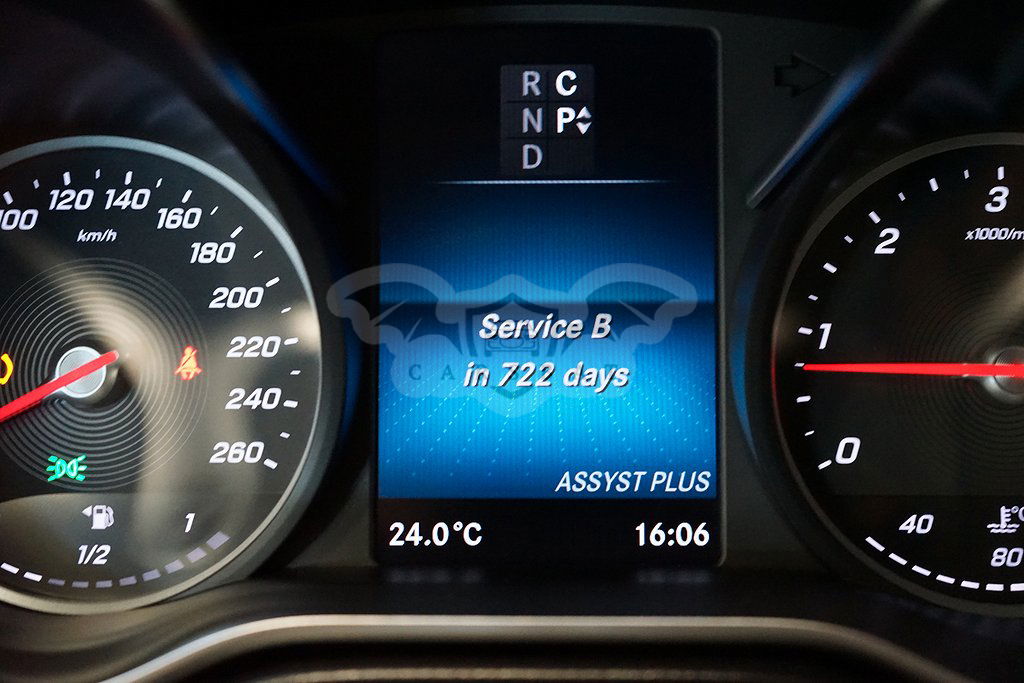 R C
N P
D
100 120 140 160 180 200 220 240 260
km/h
1/2 1
Service B
in 722 days
ASSYST PLUS
24.0°C 16:06
0 1 2 3
x1000/m
40 80
°C